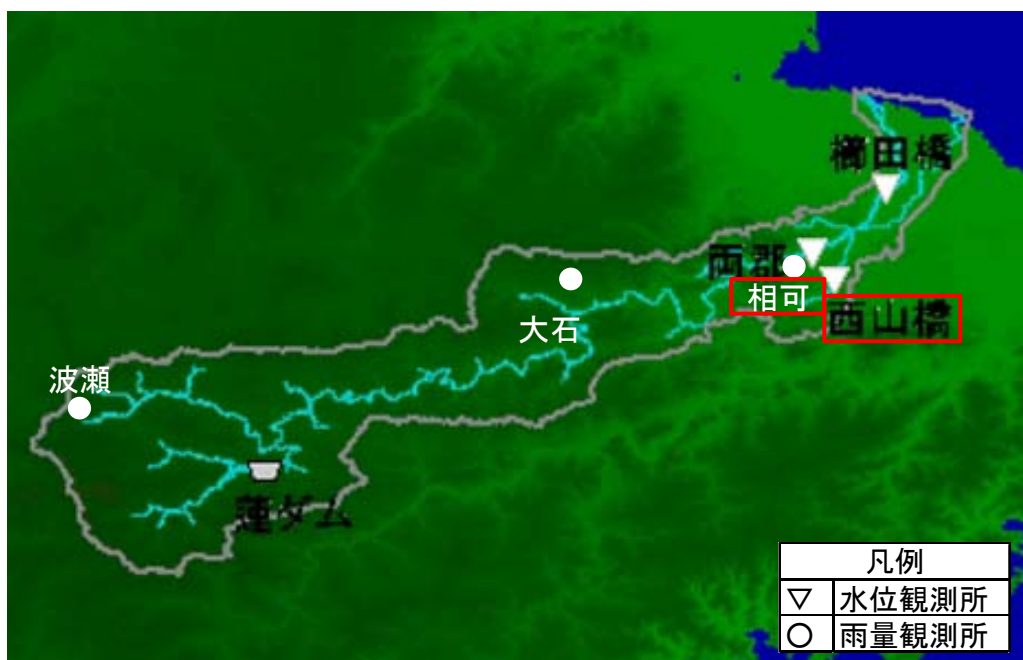 櫛田橋
両郡
相可
西山橋
大石
波瀬
蓮ダム
凡例
▽ 水位観測所
○ 雨量観測所